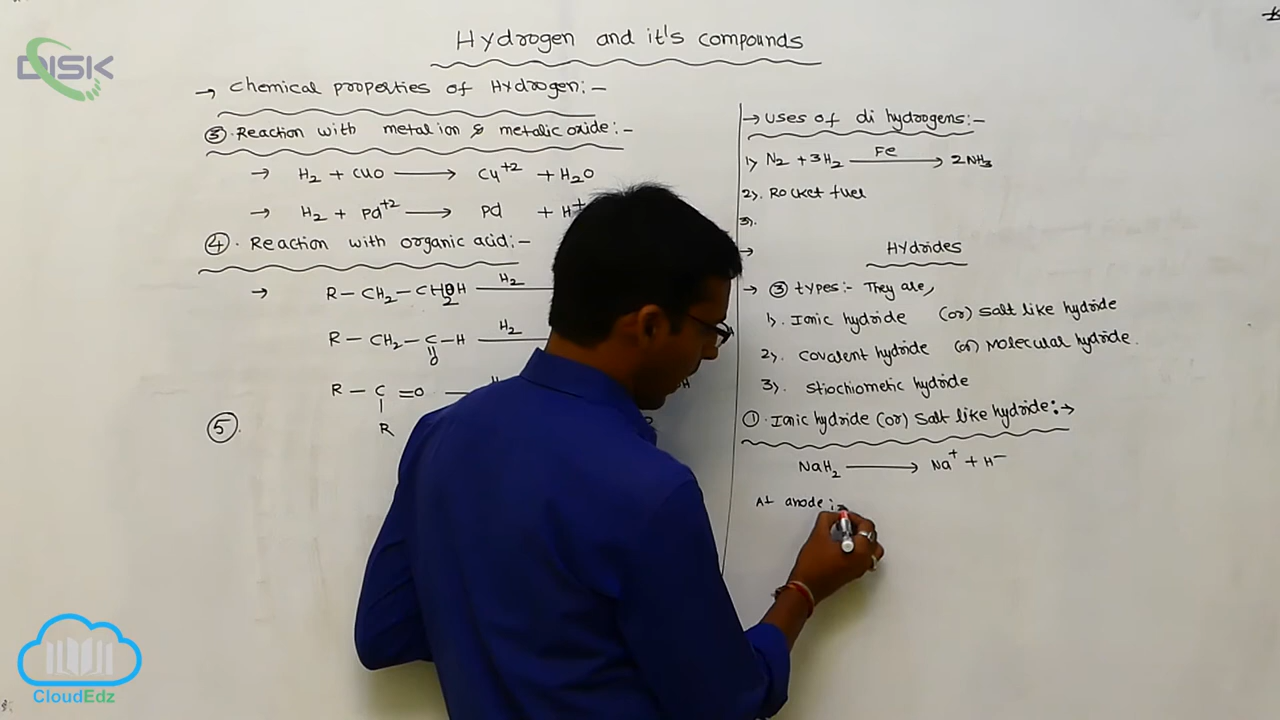 DISK
Hydrogen and it's compounds
→ Chemical properties of Hydrogen:-
③. Reaction with metal ion & metalic oxide:-
→ H2 + CuO ⟶ Cu+2 + H2O
→ H2 + Pd+2 ⟶ Pd + H+
④. Reaction with organic acid:-
→ R - CH2 - CH2 H2
R - CH2 - C - H H2
O
R - C = O
R
⑤.
→ Uses of di hydrogens:-
1) N2 + 3H2 Fe ⟶ 2NH3
2). Rocket fuel
3).
→ Hydrides
→ ③ types:- They are,
1). Ionic hydride (or) Salt like hydride
2). Covalent hydride (or) Molecular hydride.
3). Stiochiometic hydride
①. Ionic hydride (or) Salt like hydride:→
NaH2 ⟶ Na+ + H-
At anode:-
CloudEdz